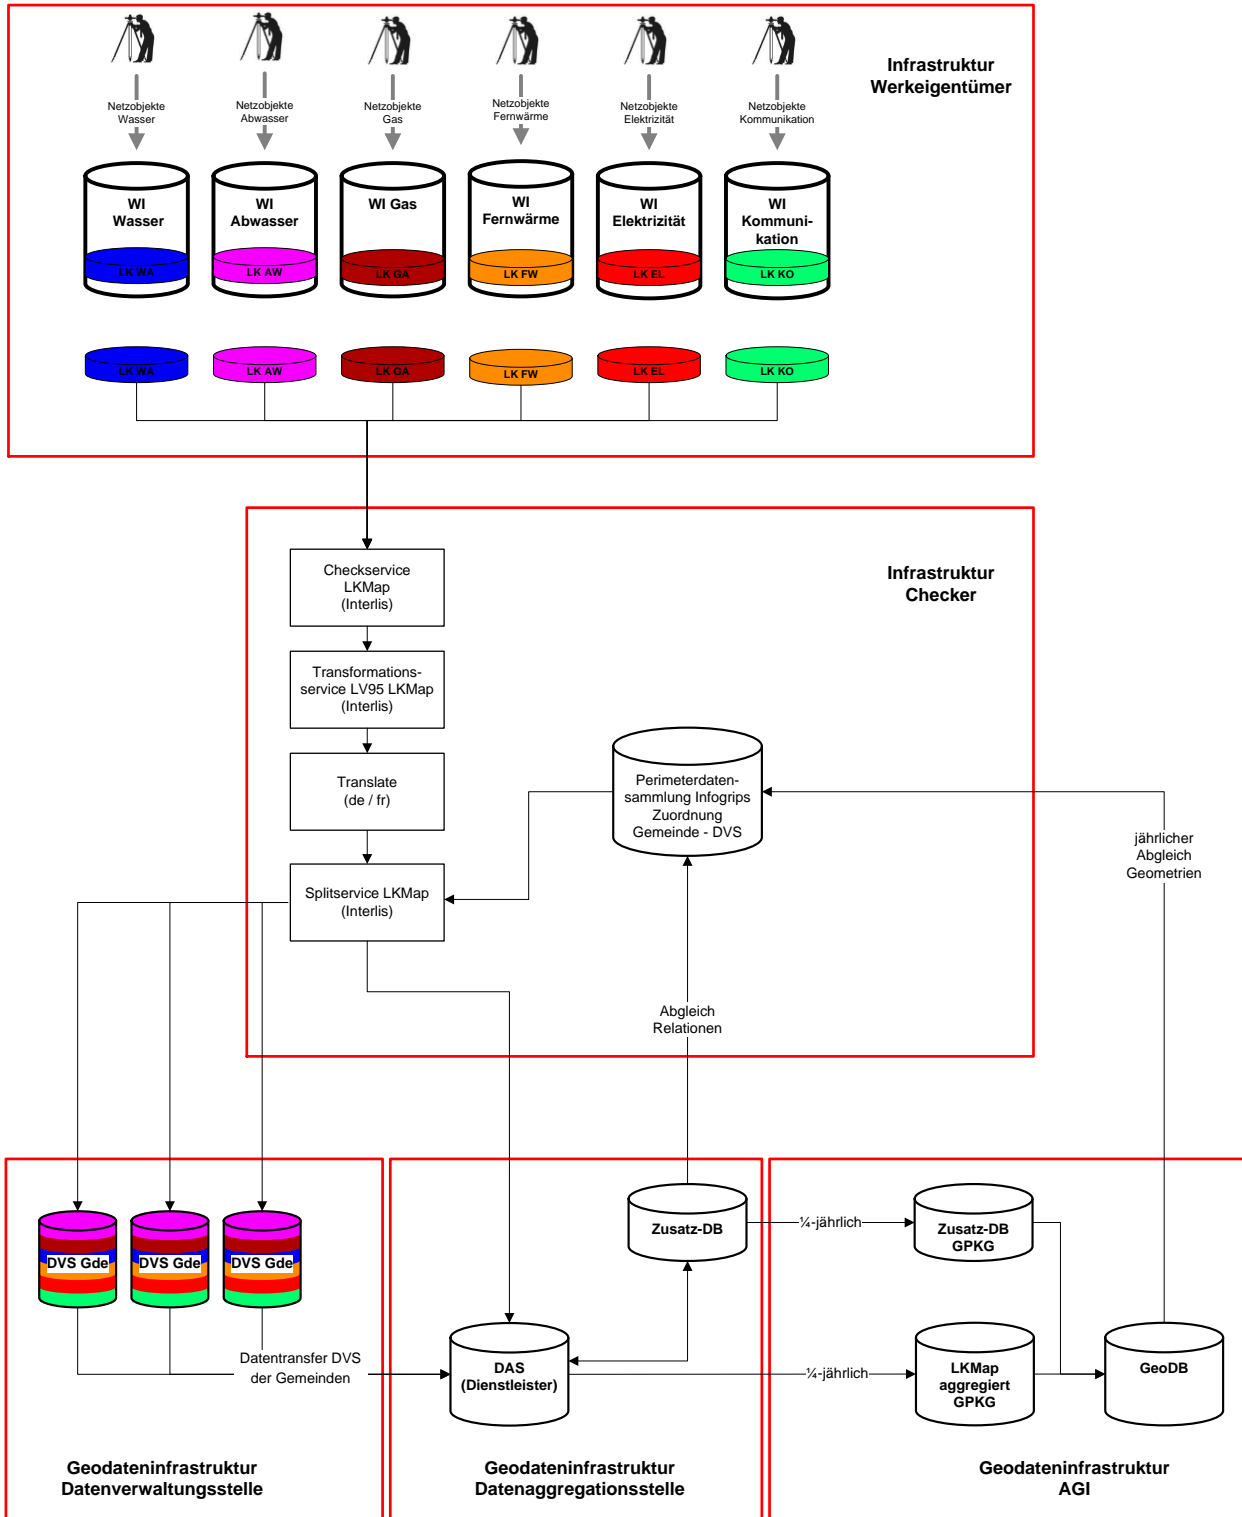 Infrastruktur
Werkeigentümer
Netzobjekte
Wasser
Netzobjekte
Abwasser
Netzobjekte
Gas
Netzobjekte
Fernwärme
Netzobjekte
Elektrizität
Netzobjekte
Kommunikation
WI
Wasser
WI
Abwasser
WI Gas
WI
Fernwärme
WI
Elektrizität
WI
Kommuni-
kation
LK WA
LK AW
LK GA
LK FW
LK EL
LK KO
LK WA
LK AW
LK GA
LK FW
LK EL
LK KO
Infrastruktur
Checker
Checkservice
LKMap
(Interlis)
Transformations-
service LV95 LKMap
(Interlis)
Translate
(de / fr)
Splitservice LKMap
(Interlis)
Perimeterdaten-
sammlung Infogrips
Zuordnung
Gemeinde - DVS
jährlicher
Abgleich
Geometrien
Abgleich
Relationen
DVS Gde
DVS Gde
DVS Gde
Datentransfer DVS
der Gemeinden
Geodateninfrastruktur
Datenverwaltungsstelle
Zusatz-DB
DAS
(Dienstleister)
Geodateninfrastruktur
Datenaggregationsstelle
¼-jährlich
Zusatz-DB
GPKG
¼-jährlich
LKMap
aggregiert
GPKG
GeoDB
Geodateninfrastruktur
AGI